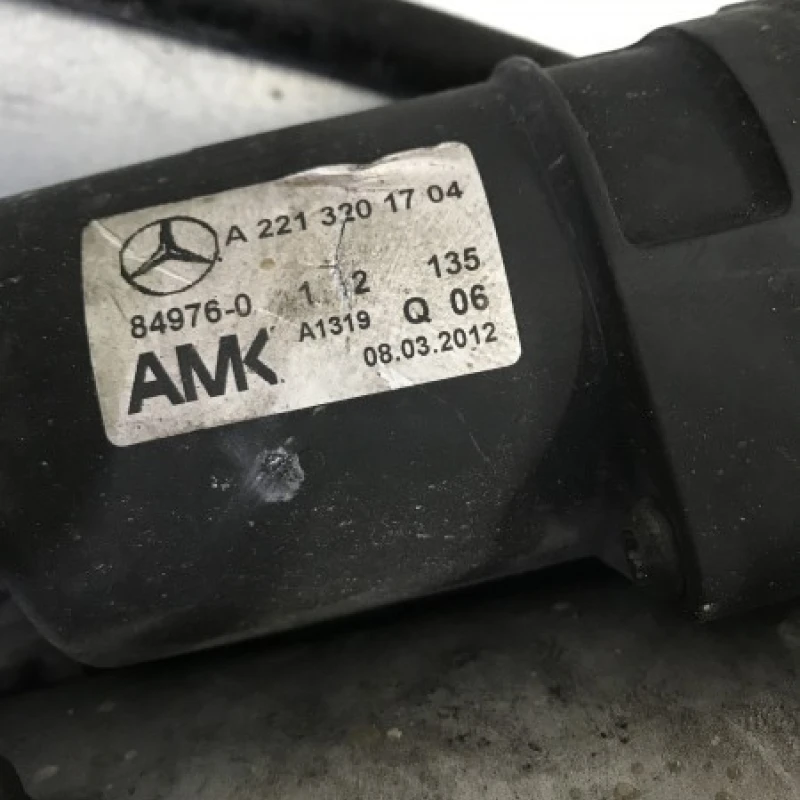 A 221 320 17 04
84976-0 1 2 135
AMK A1319 Q 06
08.03.2012